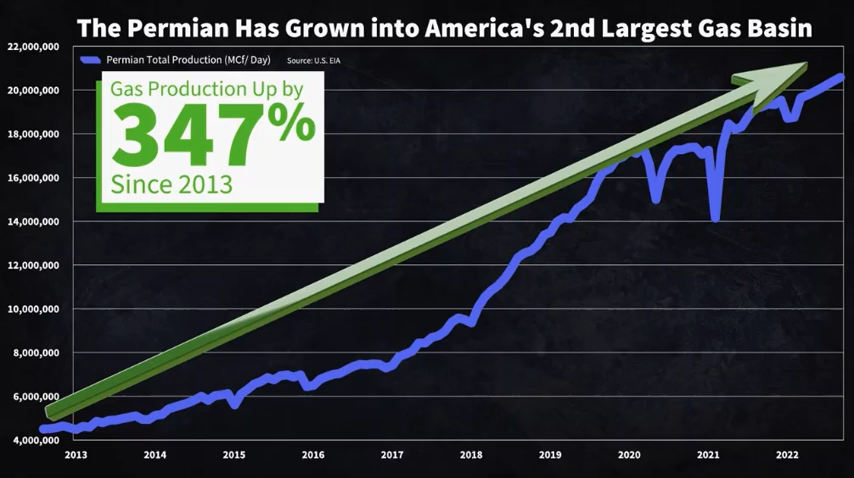 The Permian Has Grown into America's 2nd Largest Gas Basin
22,000,000
Permian Total Production (MCf/ Day) Source: U.S. EIA
Gas Production Up by
347%
Since 2013
20,000,000
18,000,000
16,000,000
14,000,000
12,000,000
10,000,000
8,000,000
6,000,000
4,000,000
2013 2014 2015 2016 2017 2018 2019 2020 2021 2022